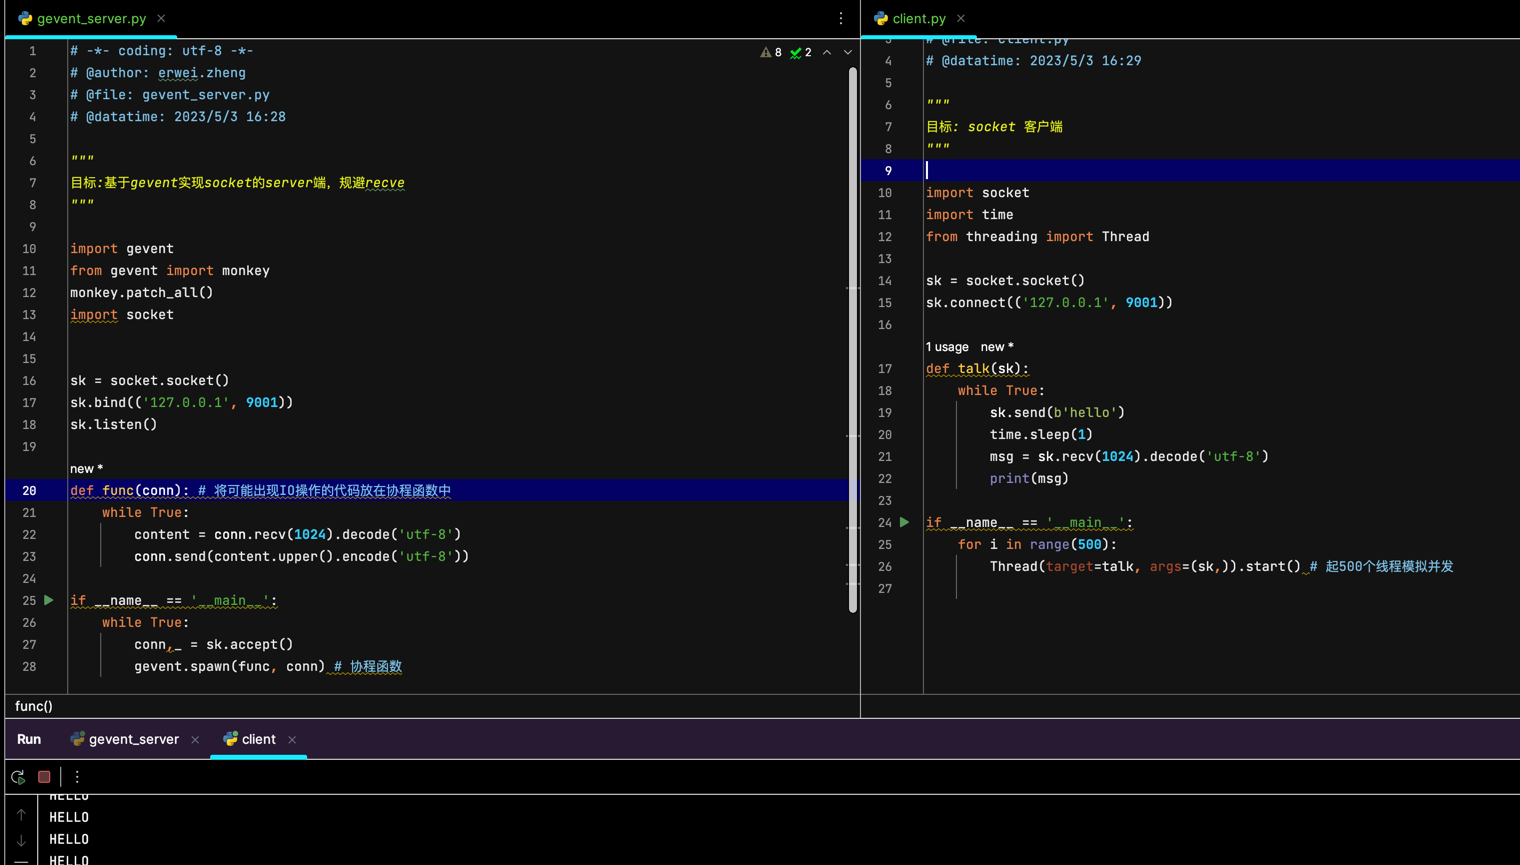 gevent_server.py
client.py
8 2
1 # -*- coding: utf-8 -*-
2 # @author: erwei.zheng
3 # @file: gevent_server.py
4 # @datatime: 2023/5/3 16:28
5
6 """
7 目标:基于gevent实现socket的server端，规避recve
8 """
9
10 import gevent
11 from gevent import monkey
12 monkey.patch_all()
13 import socket
14
15
16 sk = socket.socket()
17 sk.bind(('127.0.0.1', 9001))
18 sk.listen()
19
new *
20 def func(conn): # 将可能出现IO操作的代码放在协程函数中
21 while True:
22 content = conn.recv(1024).decode('utf-8')
23 conn.send(content.upper().encode('utf-8'))
24
25 if __name__ == '__main__':
26 while True:
27 conn,_ = sk.accept()
28 gevent.spawn(func, conn) # 协程函数
func()
3 # @file: client.py
4 # @datatime: 2023/5/3 16:29
5
6 """
7 目标: socket 客户端
8 """
9
10 import socket
11 import time
12 from threading import Thread
13
14 sk = socket.socket()
15 sk.connect(('127.0.0.1', 9001))
16
1 usage new *
17 def talk(sk):
18 while True:
19 sk.send(b'hello')
20 time.sleep(1)
21 msg = sk.recv(1024).decode('utf-8')
22 print(msg)
23
24 if __name__ == '__main__':
25 for i in range(500):
26 Thread(target=talk, args=(sk,)).start() # 起500个线程模拟并发
27
Run gevent_server client
HELLO
HELLO
HELLO
HELLO